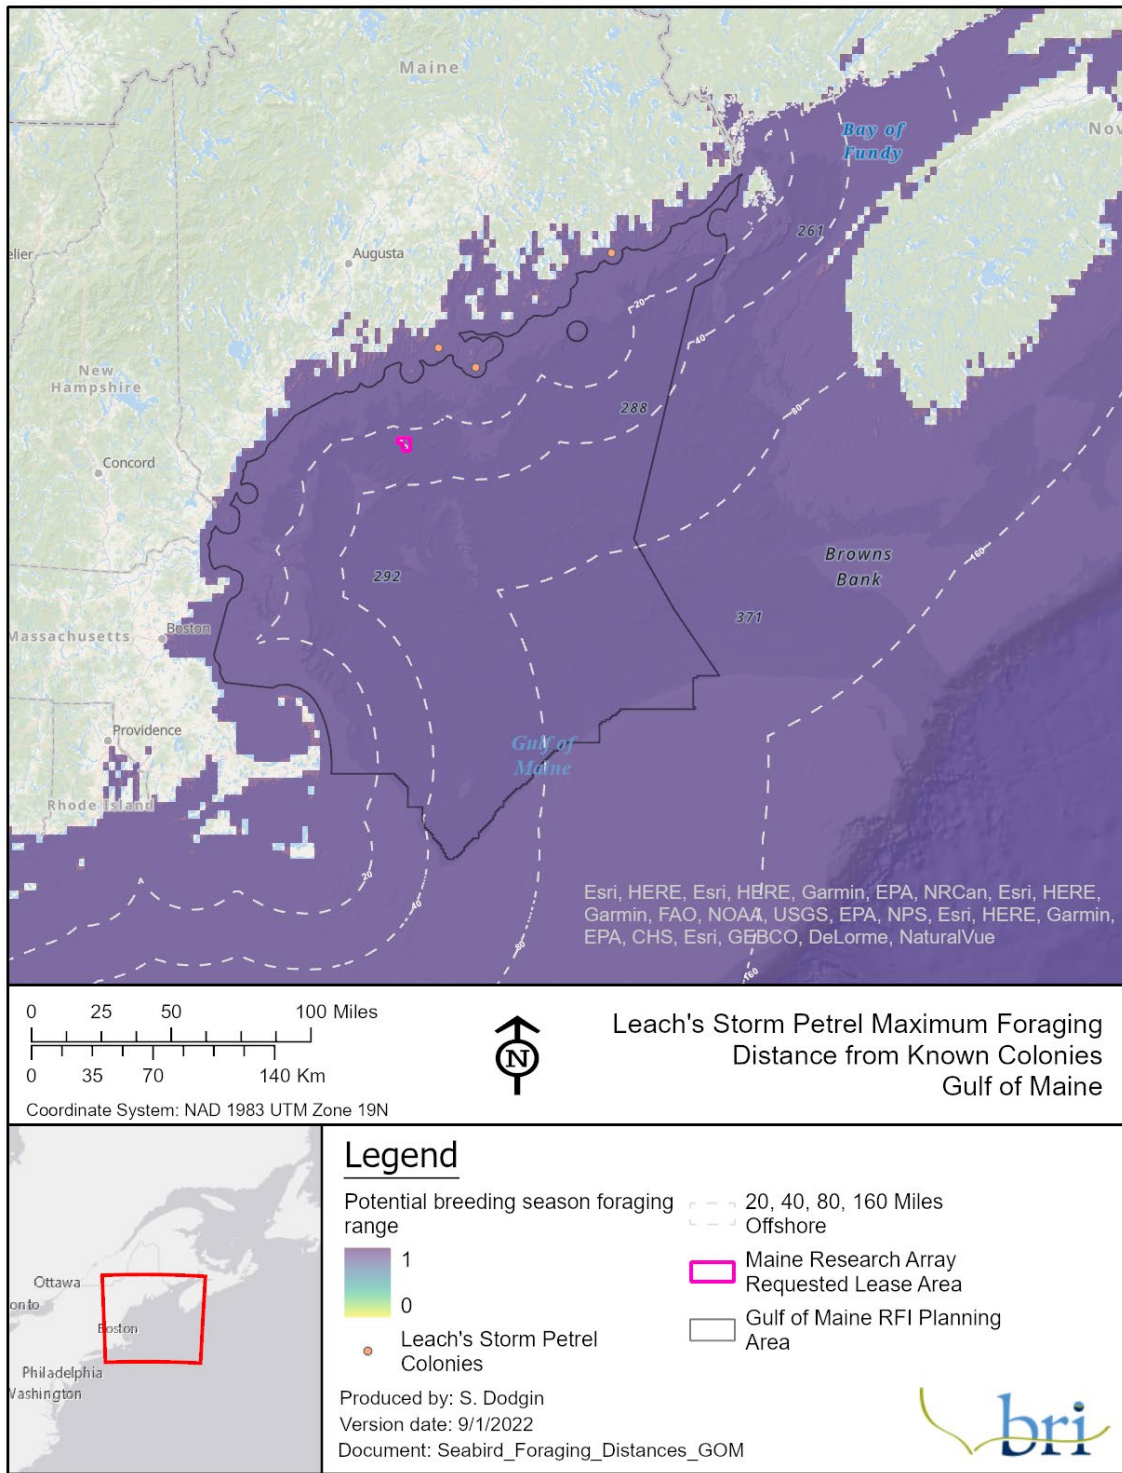 Maine
Bay of
Fundy
Nov
261
elier
Augusta
20
40
New
Hampshire
288
80
Concord
Browns
Bank
160
292
371
Massachusetts
Boston
Providence
Gulf of
Maine
Rhode Island
20
40
80
160
Esri, HERE, Esri, HERE, Garmin, EPA, NRCan, Esri, HERE,
Garmin, FAO, NOAA, USGS, EPA, NPS, Esri, HERE, Garmin,
EPA, CHS, Esri, GEBCO, DeLorme, NaturalVue
0 25 50 100 Miles
0 35 70 140 Km
Coordinate System: NAD 1983 UTM Zone 19N
N
Leach's Storm Petrel Maximum Foraging
Distance from Known Colonies
Gulf of Maine
Ottawa
onto
Boston
Philadelphia
Washington
Legend
Potential breeding season foraging
range
1
0
Leach's Storm Petrel
Colonies
20, 40, 80, 160 Miles
Offshore
Maine Research Array
Requested Lease Area
Gulf of Maine RFI Planning
Area
Produced by: S. Dodgin
Version date: 9/1/2022
Document: Seabird_Foraging_Distances_GOM
bri